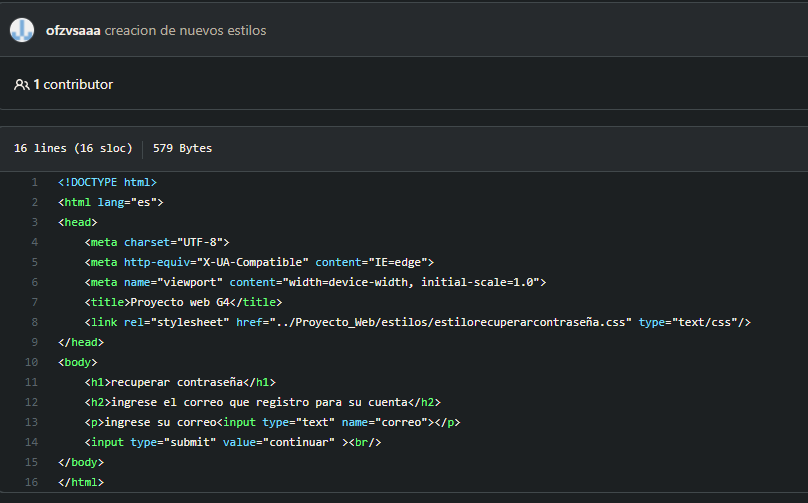 ofzvsaaa creacion de nuevos estilos
1 contributor
16 lines (16 sloc) 579 Bytes
1 <!DOCTYPE html>
2 <html lang="es">
3 <head>
4 <meta charset="UTF-8">
5 <meta http-equiv="X-UA-Compatible" content="IE=edge">
6 <meta name="viewport" content="width=device-width, initial-scale=1.0">
7 <title>Proyecto web G4</title>
8 <link rel="stylesheet" href="../Proyecto_Web/estilos/estilorecuperarcontraseña.css" type="text/css"/>
9 </head>
10 <body>
11 <h1>recuperar contraseña</h1>
12 <h2>ingrese el correo que registro para su cuenta</h2>
13 <p>ingrese su correo<input type="text" name="correo"></p>
14 <input type="submit" value="continuar" ><br/>
15 </body>
16 </html>